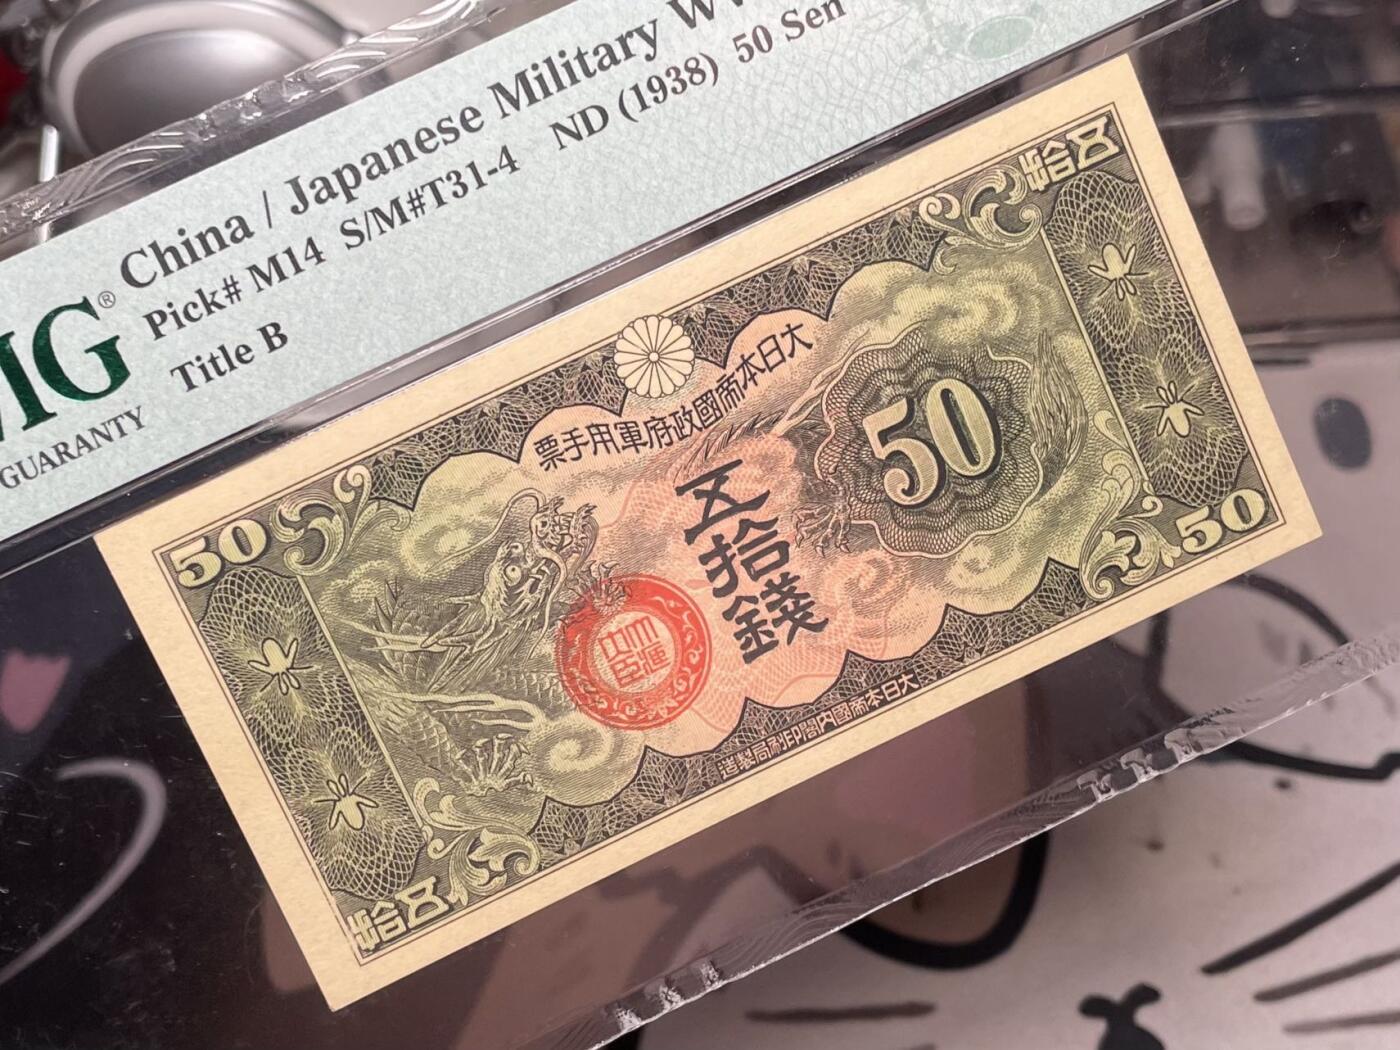 China / Japanese Military
Pick# M14 S/M#T31-4 ND (1938) 50 Sen
Title B
GUARANTY
拾五
50
票手用軍府政國帝本日大
50
五拾錢
50
拾五
造製局刷印閣内國帝本日大